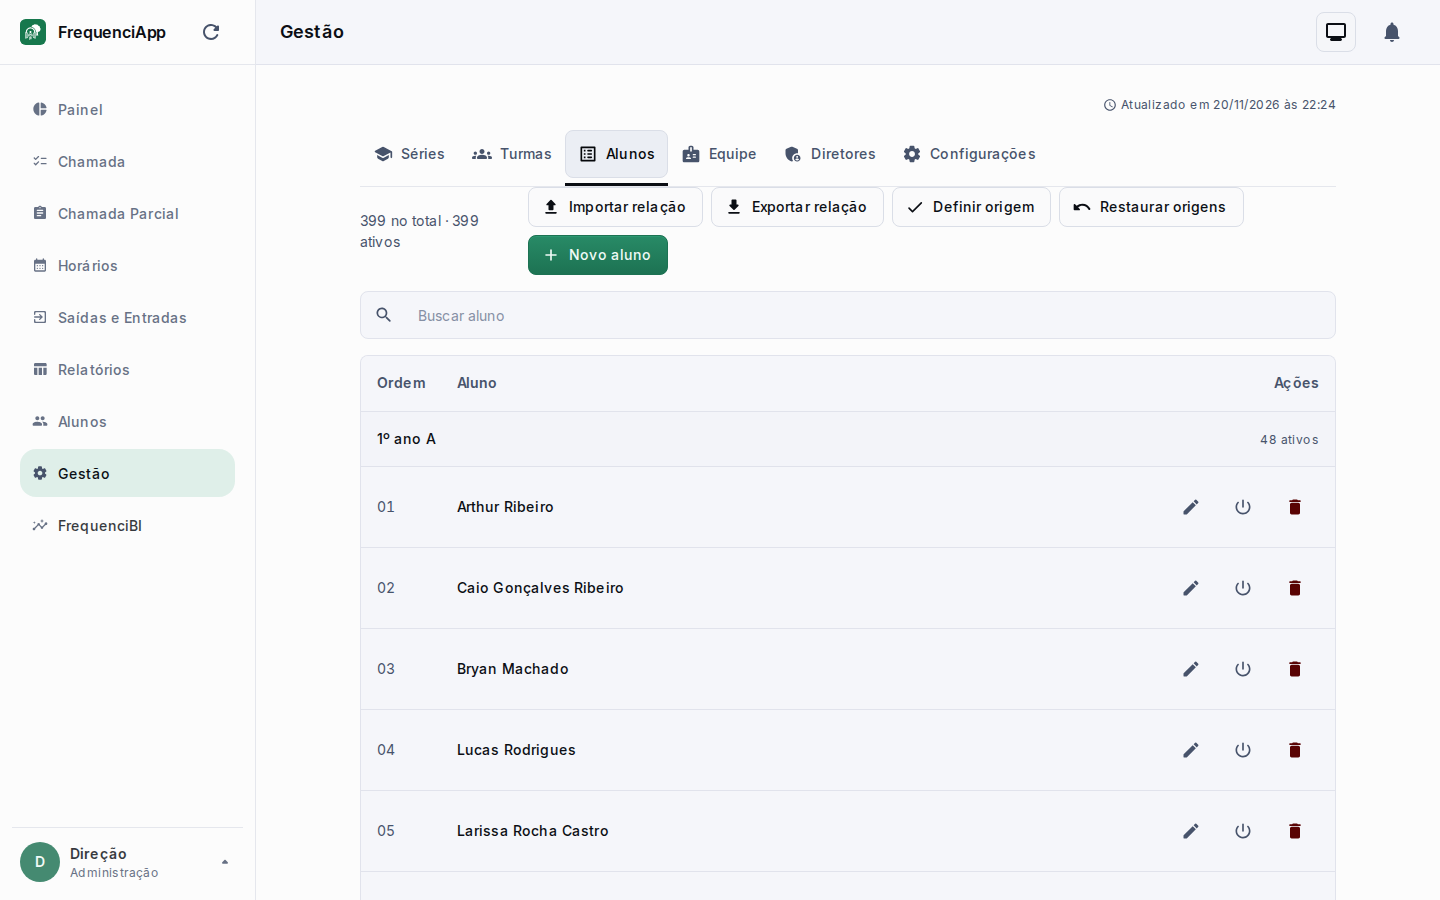 FrequenciApp
Gestão
Painel
Chamada
Chamada Parcial
Horários
Saídas e Entradas
Relatórios
Alunos
Gestão
FrequenciBI
D
Direção
Administração
Atualizado em 20/11/2026 às 22:24
Séries Turmas Alunos Equipe Diretores Configurações
399 no total · 399
ativos
Importar relação Exportar relação Definir origem Restaurar origens
Novo aluno
Buscar aluno
Ordem Aluno Ações
1º ano A 48 ativos
01 Arthur Ribeiro
02 Caio Gonçalves Ribeiro
03 Bryan Machado
04 Lucas Rodrigues
05 Larissa Rocha Castro